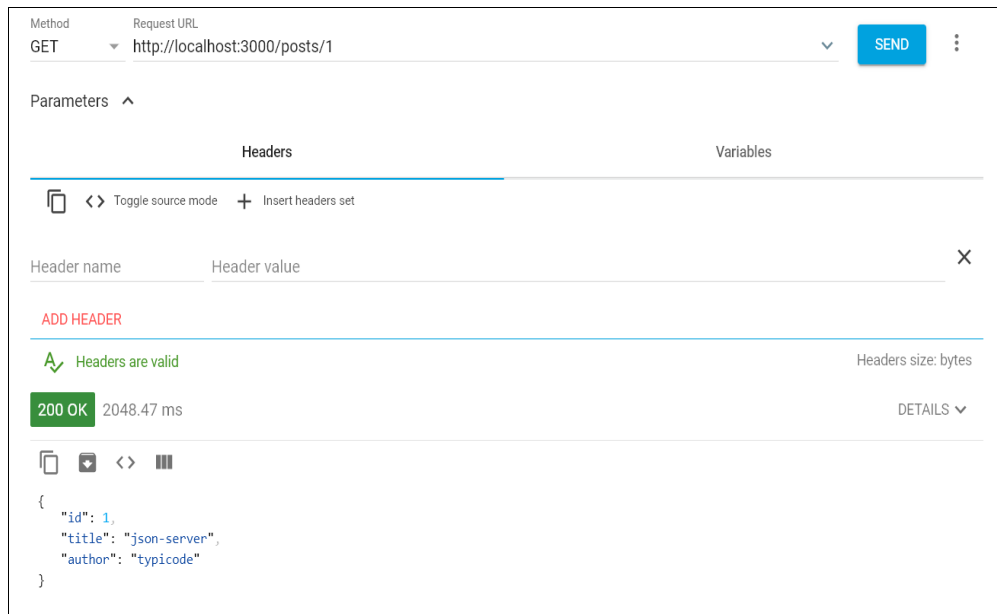 Method Request URL
GET http://localhost:3000/posts/1 SEND
Parameters
Headers Variables
Toggle source mode Insert headers set
Header name Header value
ADD HEADER
Headers are valid Headers size: bytes
200 OK 2048.47 ms DETAILS
{
"id": 1,
"title": "json-server",
"author": "typicode"
}